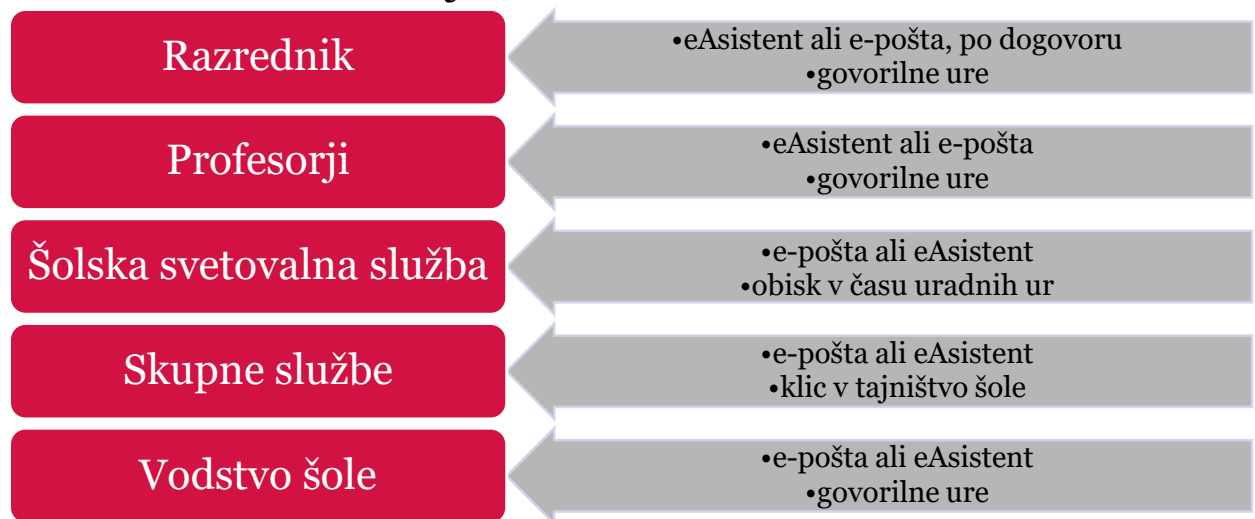 Razrednik
•eAsistent ali e-pošta, po dogovoru
•govorilne ure
Profesorji
•eAsistent ali e-pošta
•govorilne ure
Šolska svetovalna služba
•e-pošta ali eAsistent
•obisk v času uradnih ur
Skupne službe
•e-pošta ali eAsistent
•klic v tajništvo šole
Vodstvo šole
•e-pošta ali eAsistent
•govorilne ure